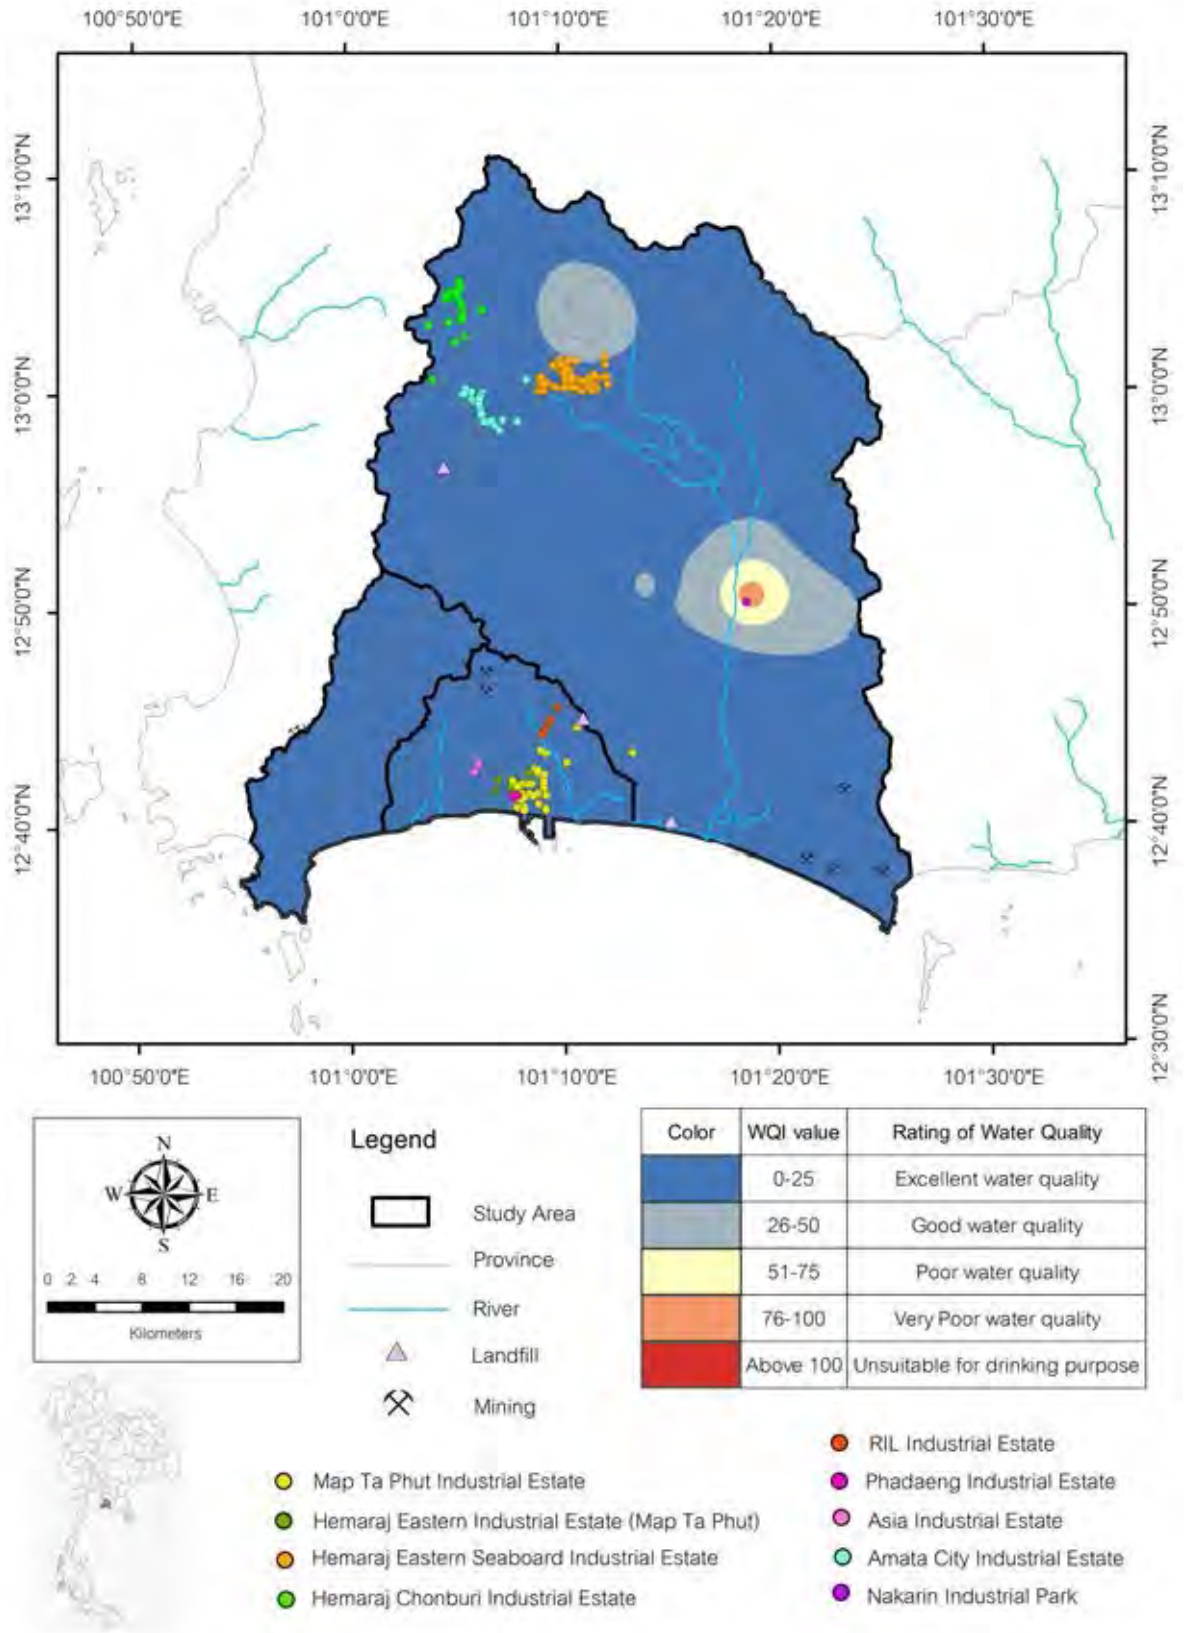 100°50'0"E 101°0'0"E 101°10'0"E 101°20'0"E 101°30'0"E
13°10'0"N 13°10'0"N
13°0'0"N 13°0'0"N
12°50'0"N 12°50'0"N
12°40'0"N 12°40'0"N
12°30'0"N
100°50'0"E 101°0'0"E 101°10'0"E 101°20'0"E 101°30'0"E
N
W E
S
0 2 4 8 12 16 20
Kilometers
Legend
Study Area
Province
River
Landfill
Mining
Color WQI value Rating of Water Quality
0-25 Excellent water quality
26-50 Good water quality
51-75 Poor water quality
76-100 Very Poor water quality
Above 100 Unsuitable for drinking purpose
Map Ta Phut Industrial Estate
Hemaraj Eastern Industrial Estate (Map Ta Phut)
Hemaraj Eastern Seaboard Industrial Estate
Hemaraj Chonburi Industrial Estate
RIL Industrial Estate
Phadaeng Industrial Estate
Asia Industrial Estate
Amata City Industrial Estate
Nakarin Industrial Park